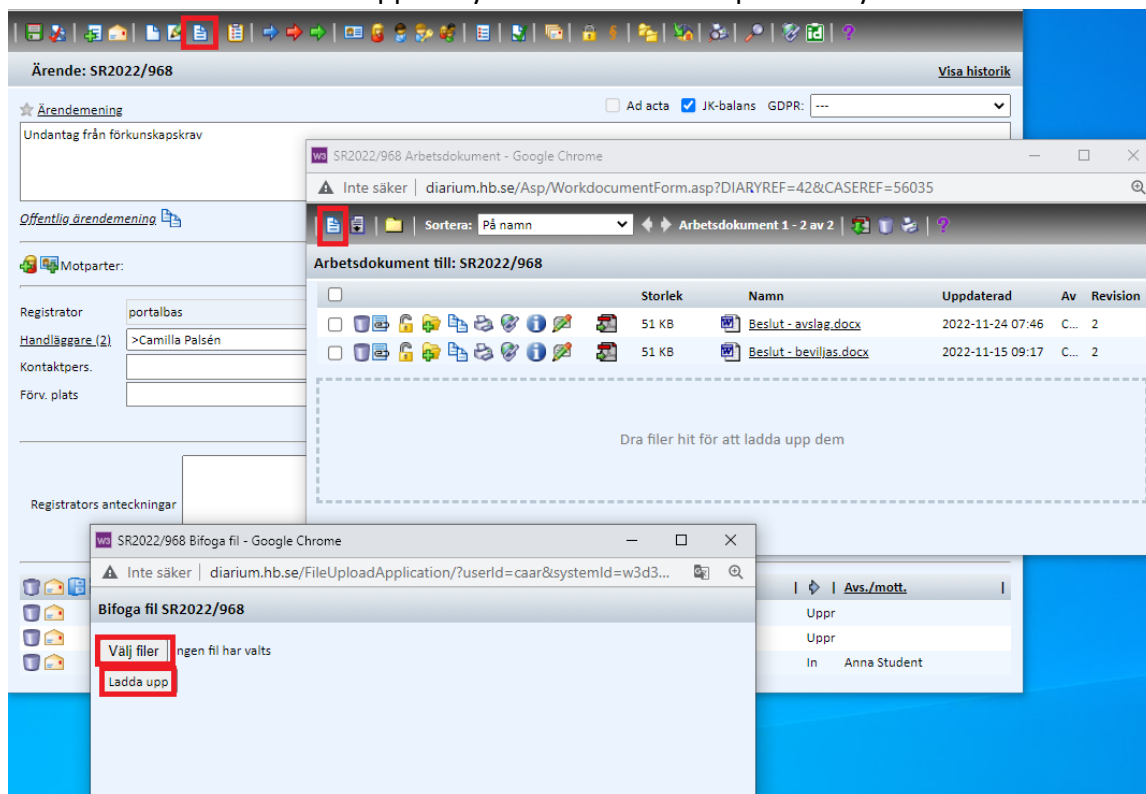 Ärende: SR2022/968
Visa historik
Ärendemening
Ad acta JK-balans GDPR: ---
Undantag från förkunskapskrav
W3 SR2022/968 Arbetsdokument - Google Chrome
Inte säker | diarium.hb.se/Asp/WorkdocumentForm.asp?DIARYREF=42&CASEREF=56035
Offentlig ärendemening
Sortera: På namn Arbetsdokument 1 - 2 av 2
Arbetsdokument till: SR2022/968
Motparter:
Storlek Namn Uppdaterad Av Revision
Registrator portalbas
51 KB Beslut - avslag.docx 2022-11-24 07:46 C... 2
Handläggare (2) >Camilla Palsén
51 KB Beslut - beviljas.docx 2022-11-15 09:17 C... 2
Kontaktpers.
Förv. plats
Dra filer hit för att ladda upp dem
Registrators anteckningar
W3 SR2022/968 Bifoga fil - Google Chrome
Inte säker | diarium.hb.se/FileUploadApplication/?userId=caar&systemId=w3d3...
Avs./mott.
Bifoga fil SR2022/968
Uppr
Uppr
Välj filer ngen fil har valts
In Anna Student
Ladda upp